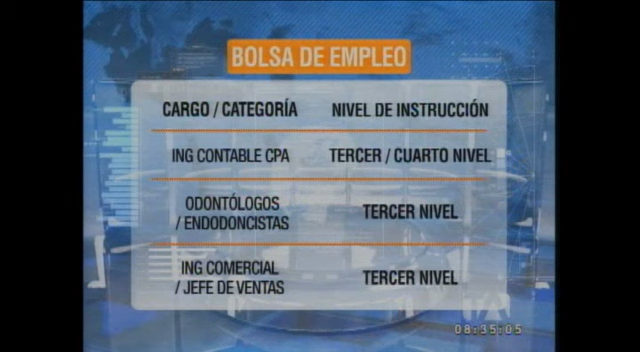 BOLSA DE EMPLEO
CARGO / CATEGORÍA NIVEL DE INSTRUCCIÓN
ING CONTABLE CPA TERCER / CUARTO NIVEL
ODONTÓLOGOS
/ ENDODONCISTAS TERCER NIVEL
ING COMERCIAL
/ JEFE DE VENTAS TERCER NIVEL
08:35:05